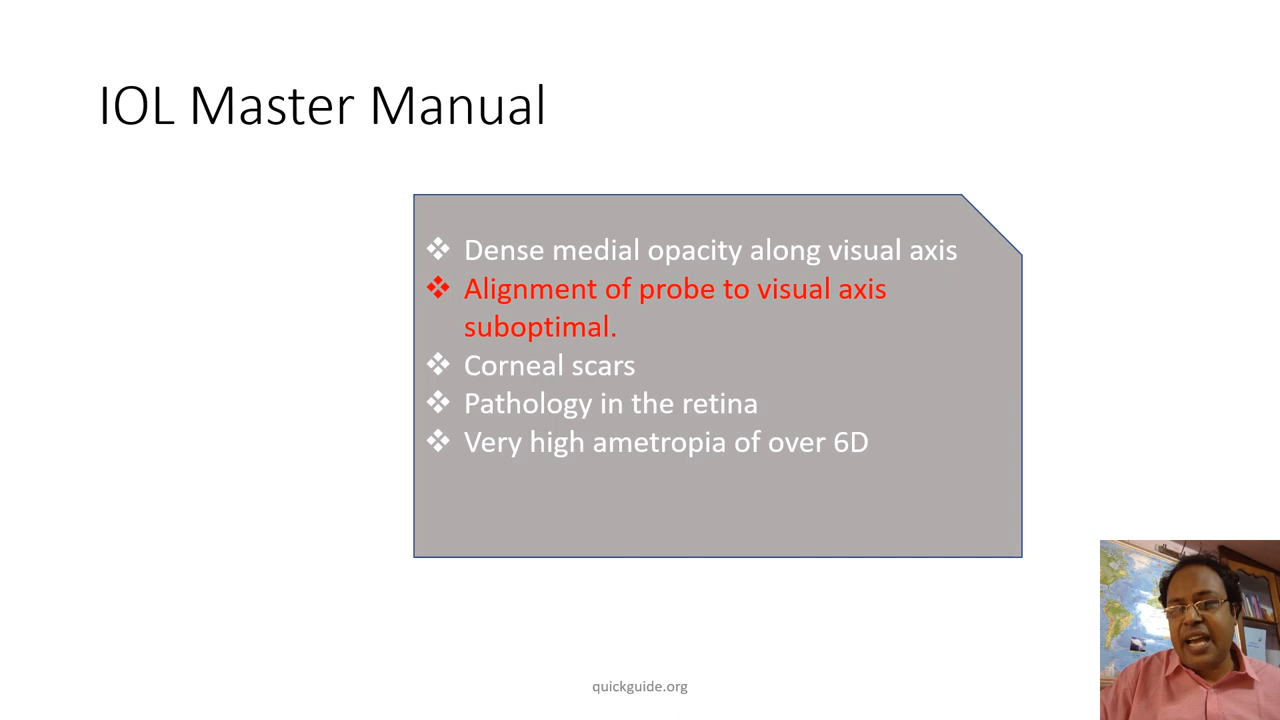 IOL Master Manual
❖ Dense medial opacity along visual axis
❖ Alignment of probe to visual axis
suboptimal.
❖ Corneal scars
❖ Pathology in the retina
❖ Very high ametropia of over 6D
quickguide.org